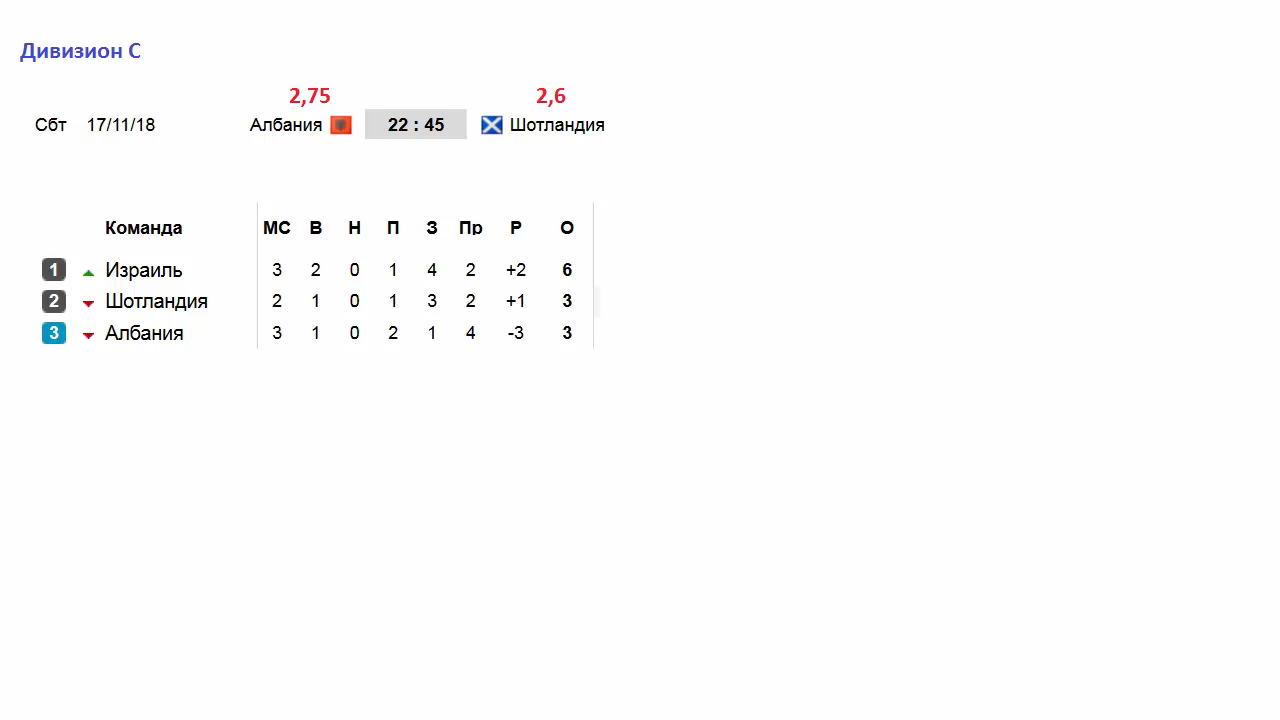 Дивизион С
2,75 2,6
Сбт 17/11/18 Албания 22 : 45 Шотландия
Команда МС В Н П З Пр Р О
1 Израиль 3 2 0 1 4 2 +2 6
2 Шотландия 2 1 0 1 3 2 +1 3
3 Албания 3 1 0 2 1 4 -3 3